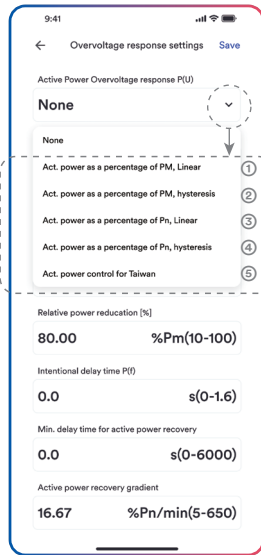 9:41
Overvoltage response settings Save
Active Power Overvoltage response P(U)
None
None
Act. power as a percentage of PM, Linear ①
Act. power as a percentage of PM, hysteresis ②
Act. power as a percentage of Pn, Linear ③
Act. power as a percentage of Pn, hysteresis ④
Act. power control for Taiwan ⑤
Relative power reducation [%]
80.00 %Pm(10-100)
Intentional delay time P(f)
0.0 s(0-1.6)
Min. delay time for active power recovery
0.0 s(0-6000)
Active power recovery gradient
16.67 %Pn/min(5-650)